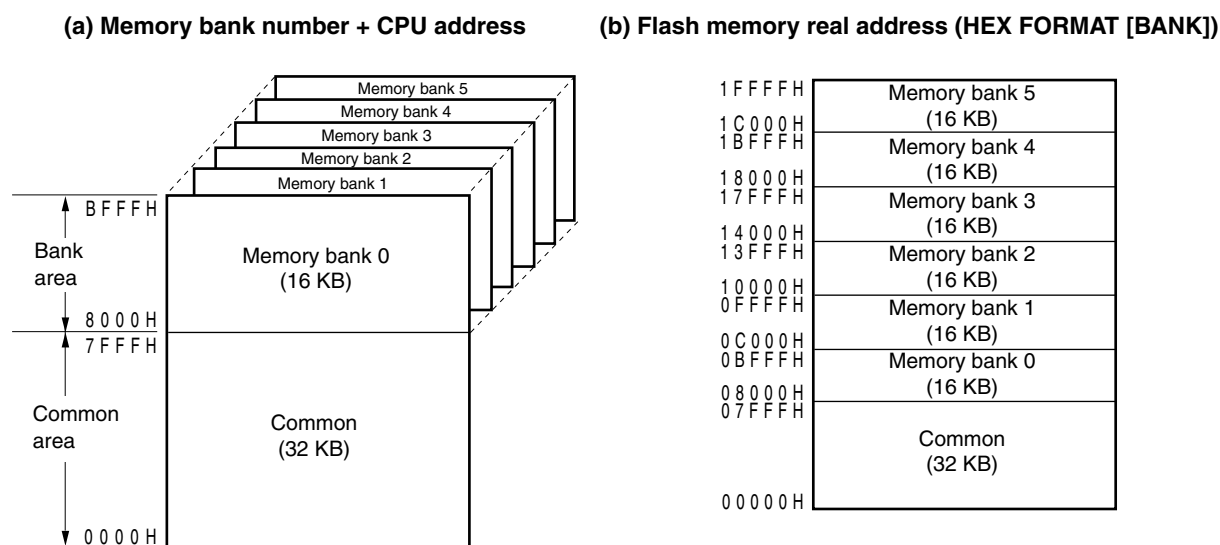 (a) Memory bank number + CPU address
Memory bank 5
Memory bank 4
Memory bank 3
Memory bank 2
Memory bank 1
BFFFH
Bank
area
Memory bank 0
(16 KB)
8000H
7FFFH
Common
area
Common
(32 KB)
0000H
(b) Flash memory real address (HEX FORMAT [BANK])
1FFFFH
Memory bank 5
(16 KB)
1C000H
1BFFFH
Memory bank 4
(16 KB)
18000H
17FFFH
Memory bank 3
(16 KB)
14000H
13FFFH
Memory bank 2
(16 KB)
10000H
0FFFFH
Memory bank 1
(16 KB)
0C000H
0BFFFH
Memory bank 0
(16 KB)
08000H
07FFFH
Common
(32 KB)
00000H